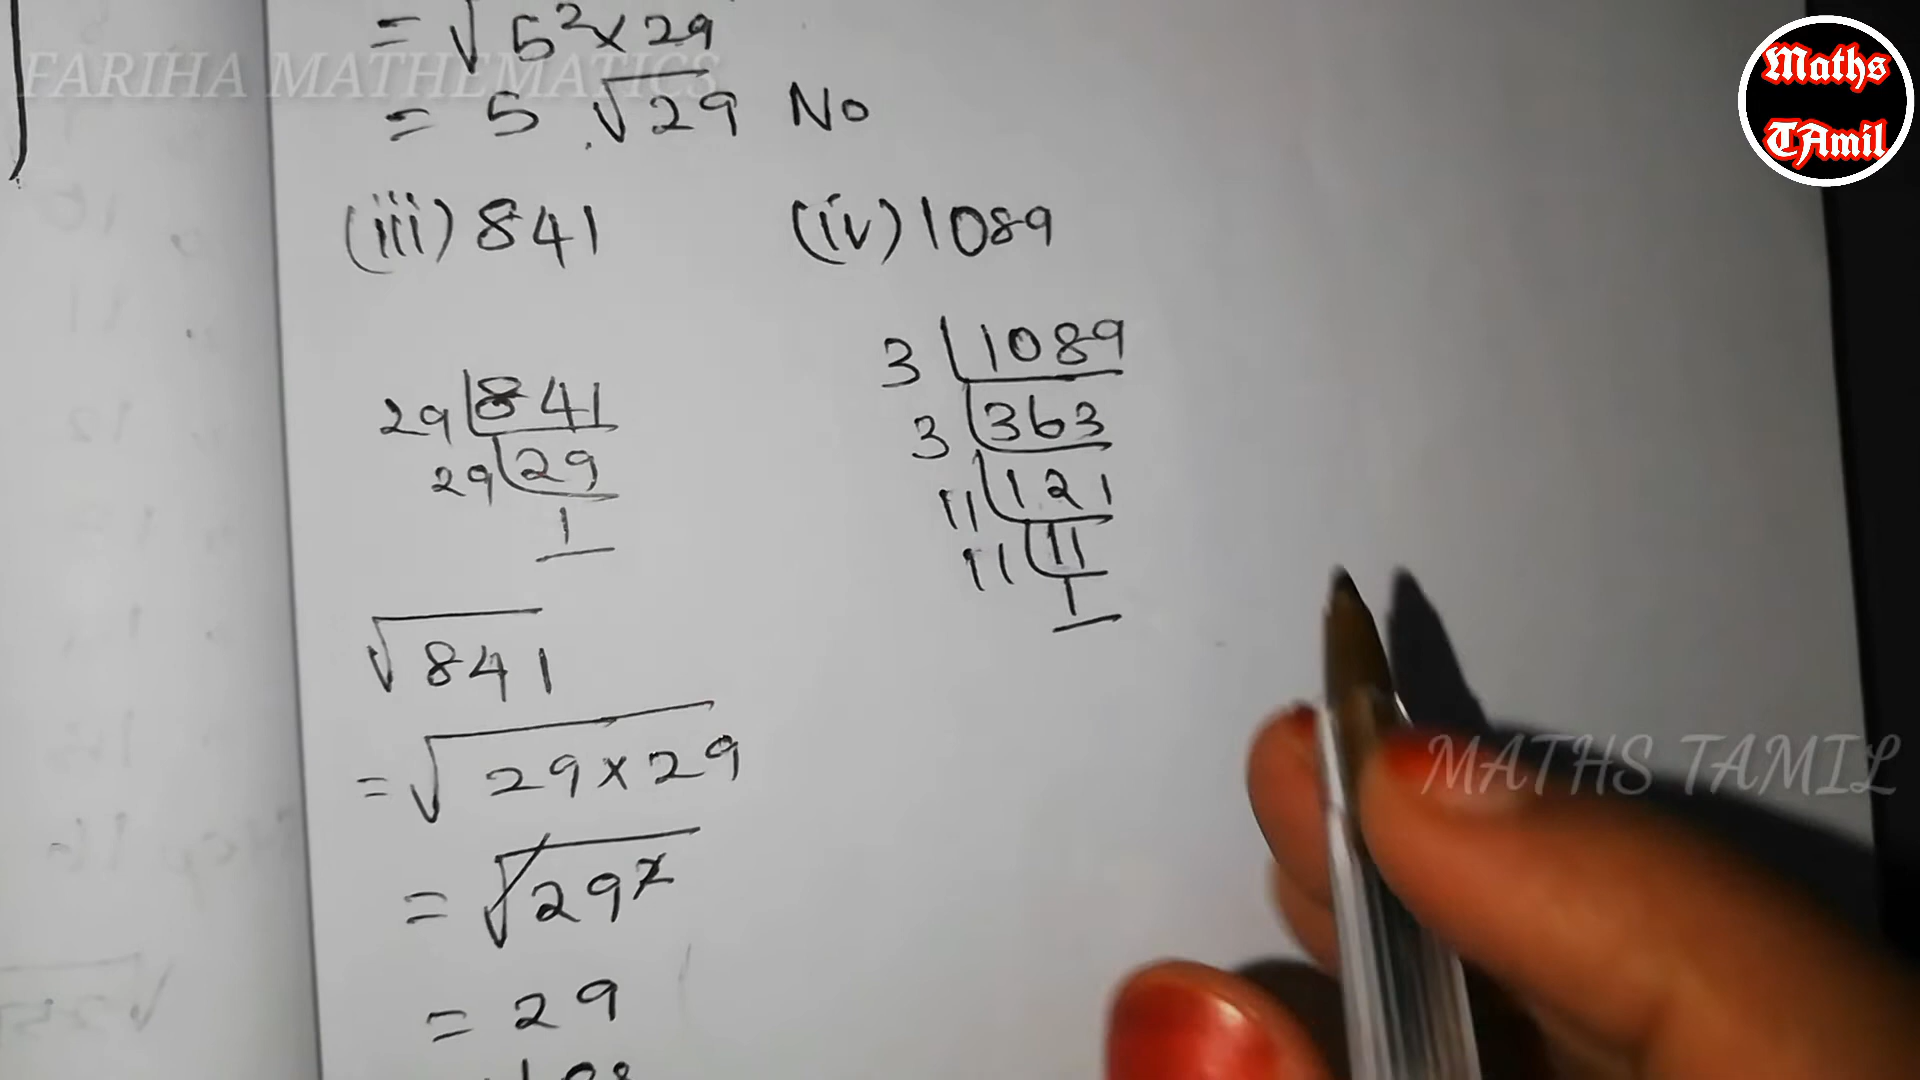 = √5²×29
FARIHA MATHEMATICS
= 5 √29 No
Maths
TAmil
(iii) 841
(iv) 1089
29 841
29 29
1
3 1089
3 363
11 121
11 11
1
√841
= √29×29
= √29²
= 29
MATHS TAMIL